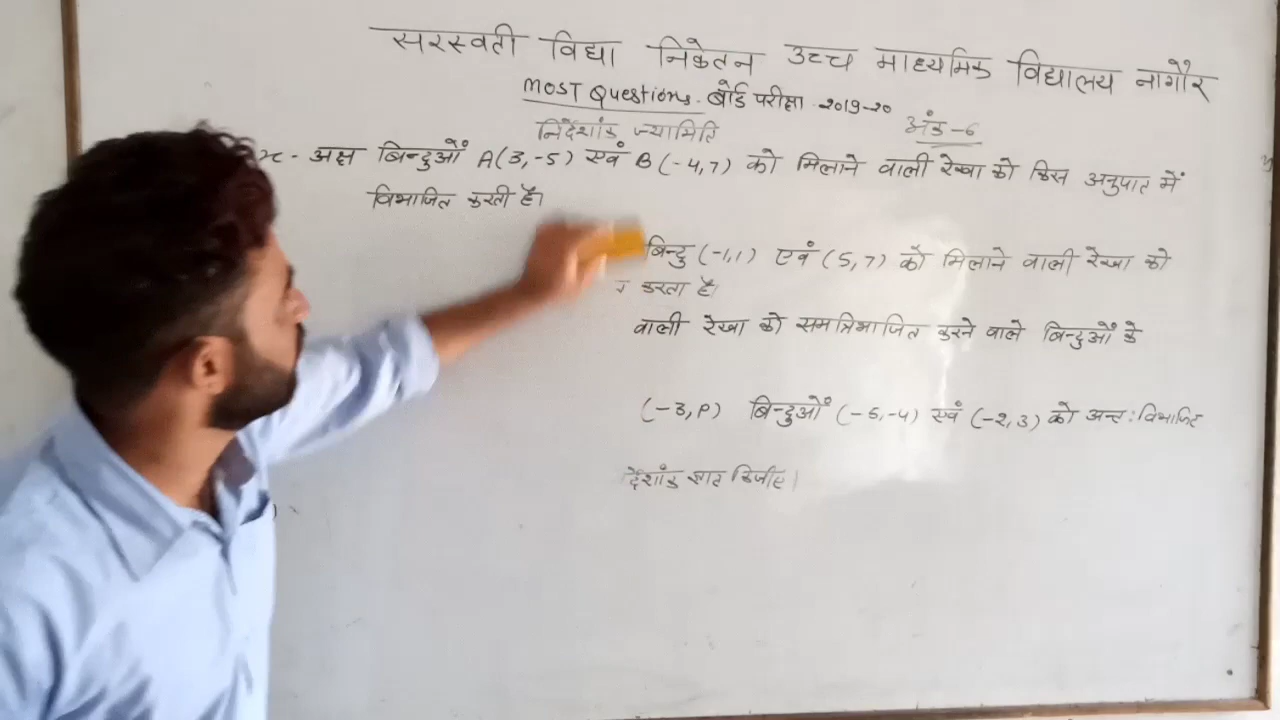 सरस्वती विद्या निकेतन उच्च माध्यमिक विद्यालय नागौर
MOST Questions. बोर्ड परीक्षा - 2019-20
निर्देशांक ज्यामिति अंक - 6
x - अक्ष बिन्दुओं A(3,-5) एवं B(-4,7) को मिलाने वाली रेखा को किस अनुपात में
विभाजित करती है।
बिन्दु (-1,1) एवं (5,7) को मिलाने वाली रेखा को
करता है।
वाली रेखा को समत्रिभाजित करने वाले बिन्दुओं के
(-3,P) बिन्दुओं (-5,-4) एवं (-2,3) को अन्तः विभाजित
र्देशांक ज्ञात किजीए।